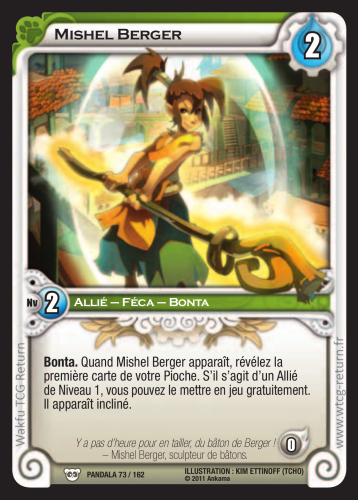 Mishel Berger
2
Nv 2
Allié – Féca – Bonta
Bonta. Quand Mishel Berger apparaît, révélez la
première carte de votre Pioche. S'il s'agit d'un Allié
de Niveau 1, vous pouvez le mettre en jeu gratuitement.
Il apparaît incliné.
Y a pas d'heure pour en tailler, du bâton de Berger !
– Mishel Berger, sculpteur de bâtons.
0
PANDALA 73 / 162
ILLUSTRATION : KIM ETTINOFF (TCHO)
© 2011 Ankama
Wakfu TCG Return
www.wtcg-return.fr